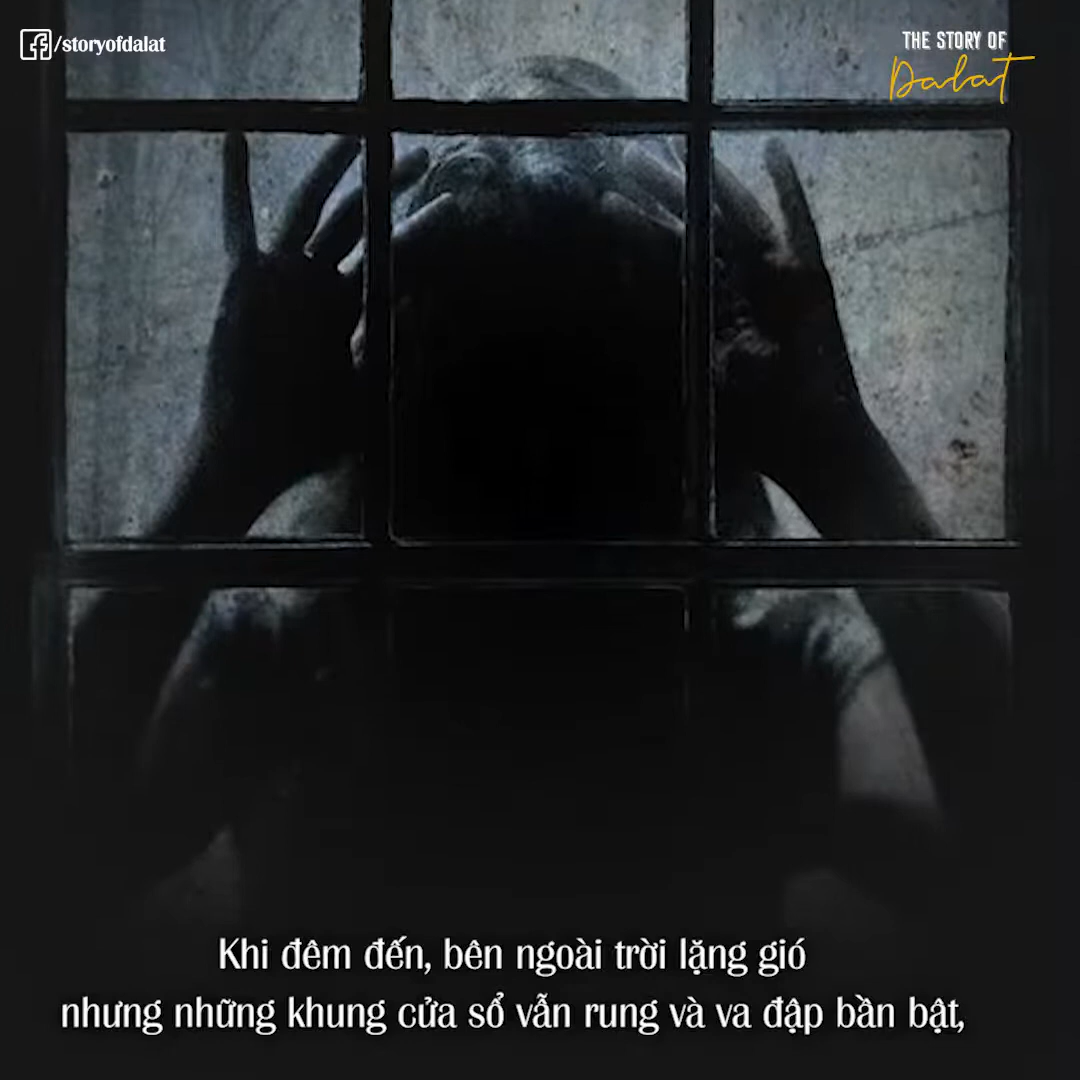 /storyofdalat
THE STORY OF
Dalat
Khi đêm đến, bên ngoài trời lặng gió
nhưng những khung cửa sổ vẫn rung và va đập bần bật,